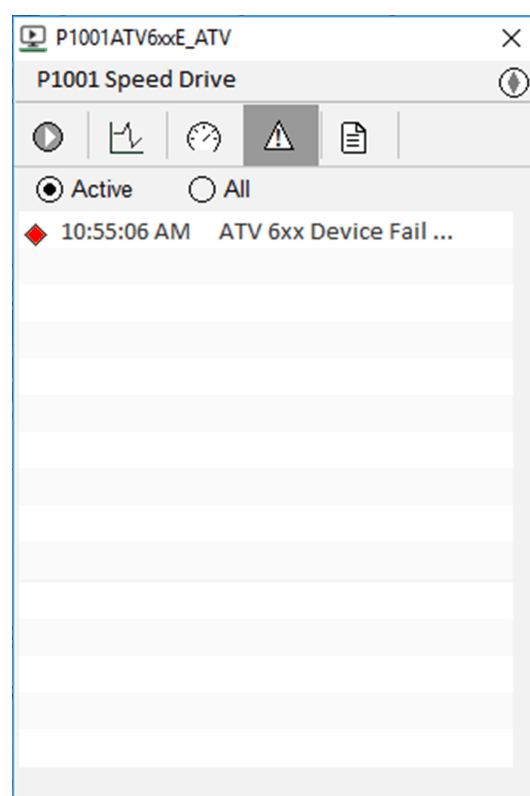 P1001ATV6xxE_ATV
P1001 Speed Drive
Active All
10:55:06 AM ATV 6xx Device Fail ...